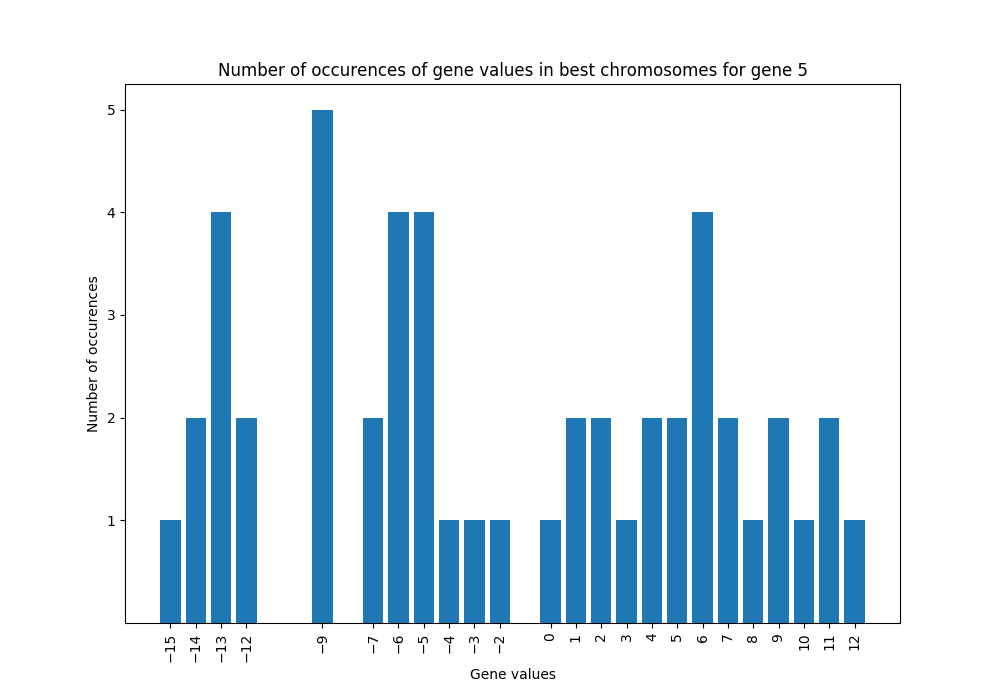 Number of occurences of gene values in best chromosomes for gene 5
Number of occurences
5
4
3
2
1
−15 −14 −13 −12 −9 −7 −6 −5 −4 −3 −2 0 1 2 3 4 5 6 7 8 9 10 11 12
Gene values